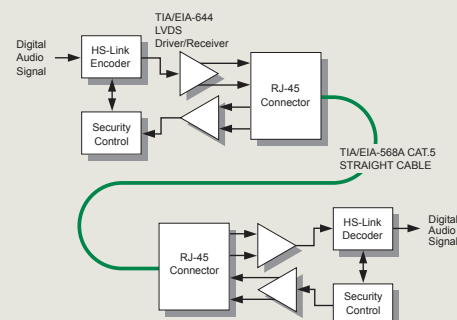 TIA/EIA-644
LVDS
Driver/Receiver
Digital
Audio
Signal
HS-Link
Encoder
RJ-45
Connector
Security
Control
TIA/EIA-568A CAT.5
STRAIGHT CABLE
RJ-45
Connector
HS-Link
Decoder
Digital
Audio
Signal
Security
Control